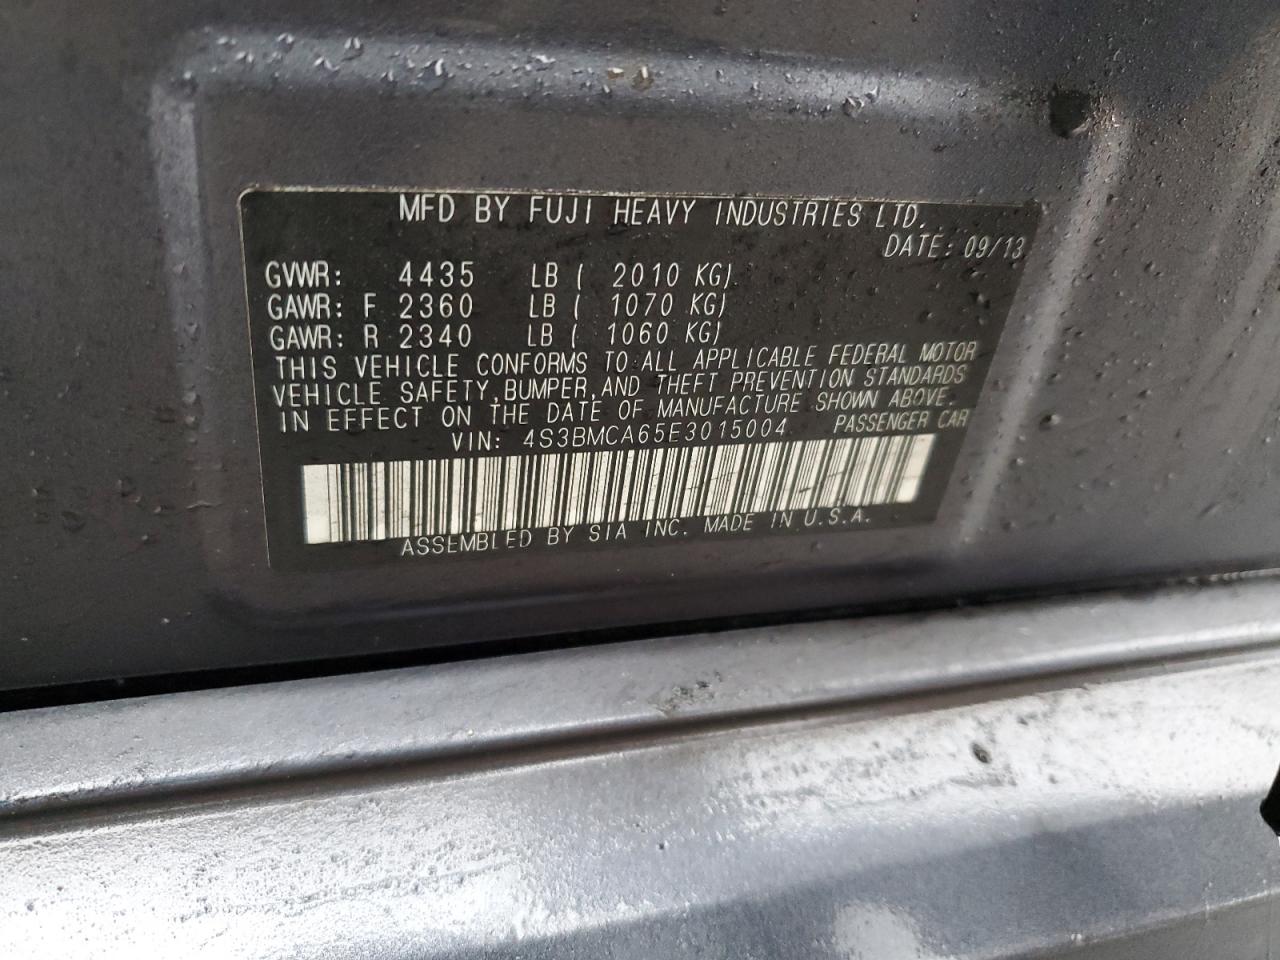 MFD BY FUJI HEAVY INDUSTRIES LTD.
DATE: 09/13
GVWR: 4435 LB ( 2010 KG)
GAWR: F 2360 LB ( 1070 KG)
GAWR: R 2340 LB ( 1060 KG)
THIS VEHICLE CONFORMS TO ALL APPLICABLE FEDERAL MOTOR
VEHICLE SAFETY, BUMPER, AND THEFT PREVENTION STANDARDS
IN EFFECT ON THE DATE OF MANUFACTURE SHOWN ABOVE.
VIN: 4S3BMCA65E3015004 PASSENGER CAR
ASSEMBLED BY SIA INC. MADE IN U.S.A.